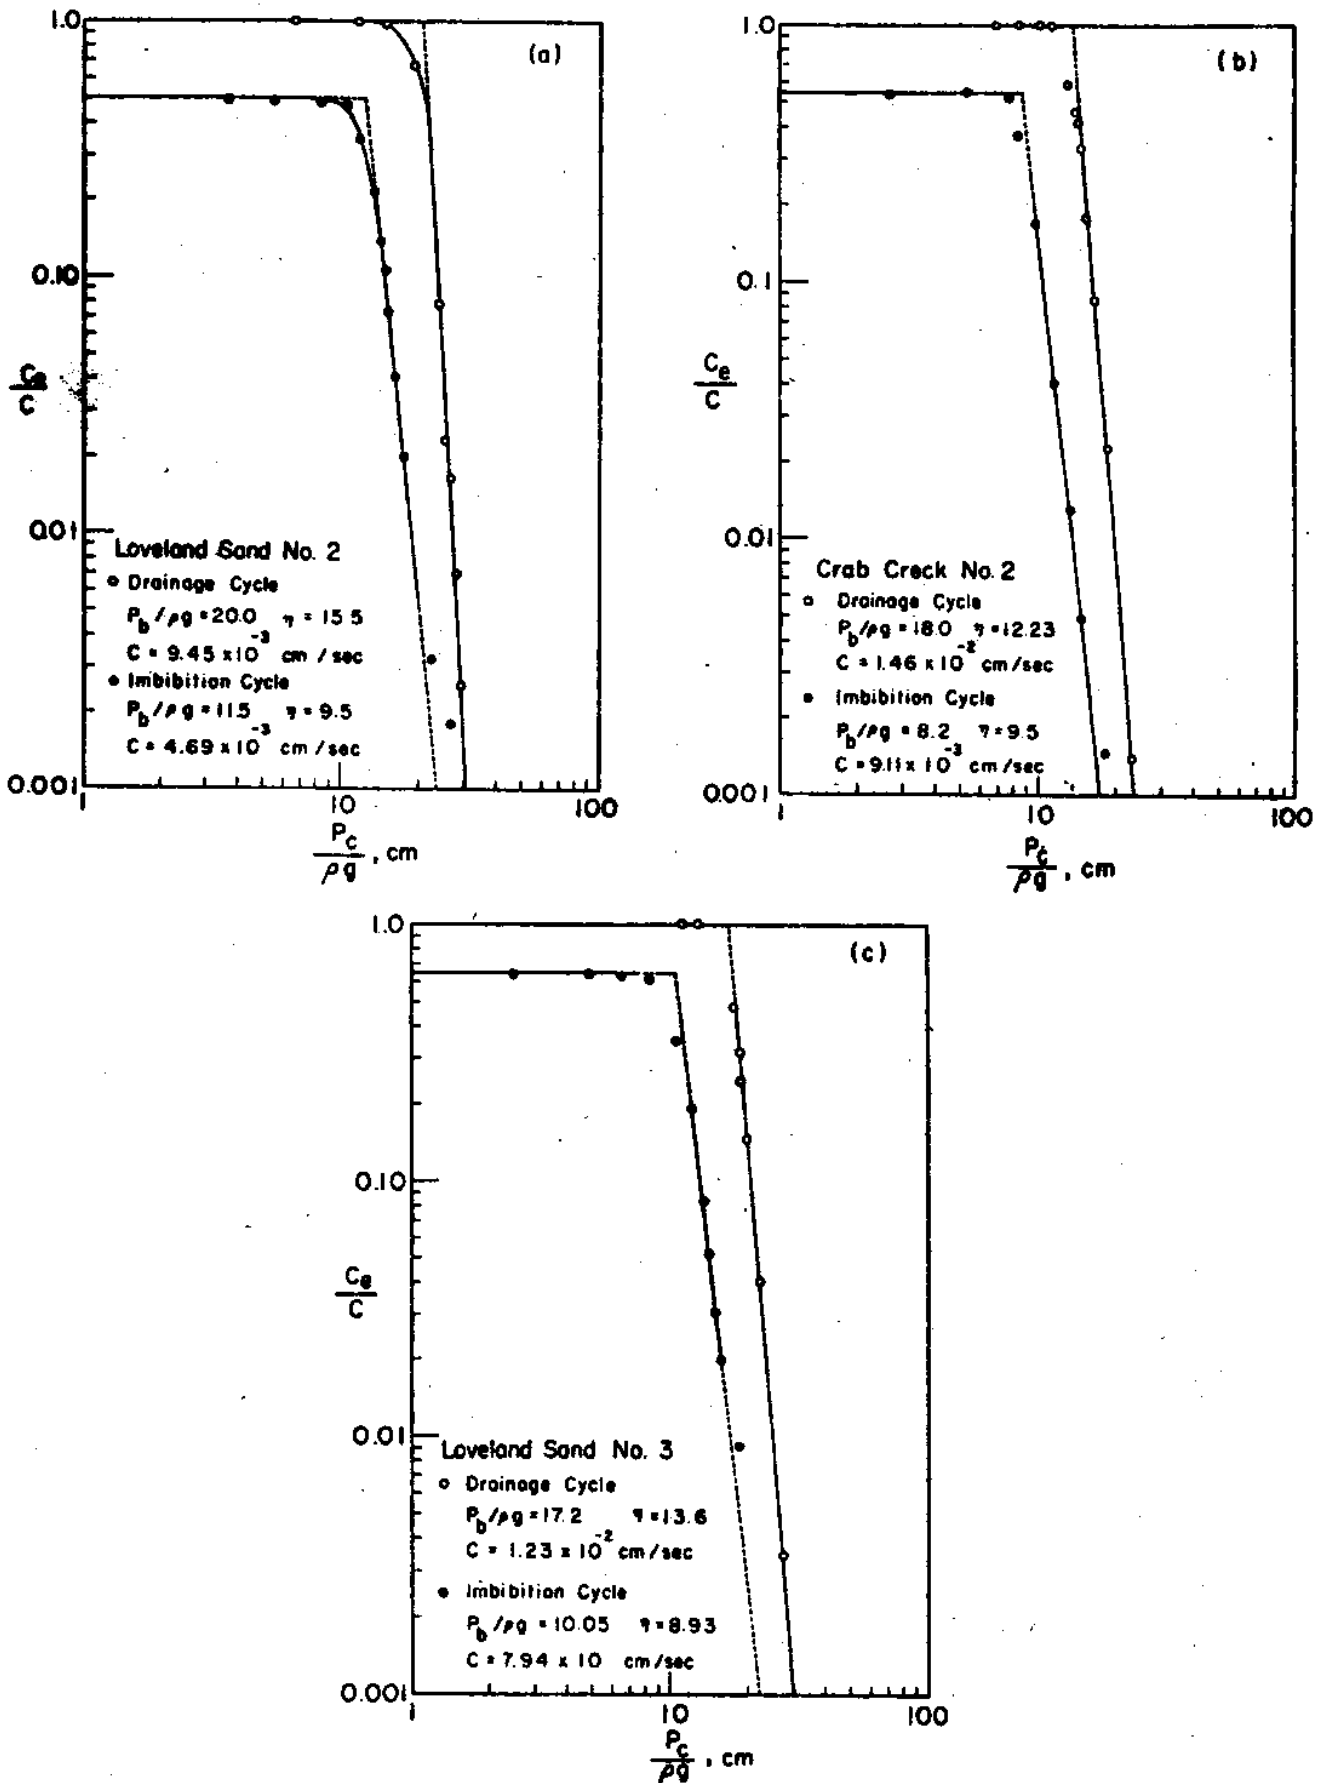 (a)
1.0
0.10
0.01
0.001
Ce
C
Loveland Sand No. 2
Drainage Cycle
Pb/ρg = 20.0 η = 15.5
C = 9.45 x 10⁻³ cm / sec
Imbibition Cycle
Pb/ρg = 11.5 η = 9.5
C = 4.69 x 10⁻³ cm / sec
1 10 100
Pc
ρg , cm
(b)
1.0
0.1
0.01
0.001
Ce
C
Crab Creek No. 2
Drainage Cycle
Pb/ρg = 18.0 η = 12.23
C = 1.46 x 10⁻² cm/sec
Imbibition Cycle
Pb/ρg = 8.2 η = 9.5
C = 9.11 x 10⁻³ cm/sec
1 10 100
Pc
ρg , cm
(c)
1.0
0.10
0.01
0.001
Ce
C
Loveland Sand No. 3
Drainage Cycle
Pb/ρg = 17.2 η = 13.6
C = 1.23 x 10⁻² cm/sec
Imbibition Cycle
Pb/ρg = 10.05 η = 8.93
C = 7.94 x 10 cm/sec
1 10 100
Pc
ρg , cm